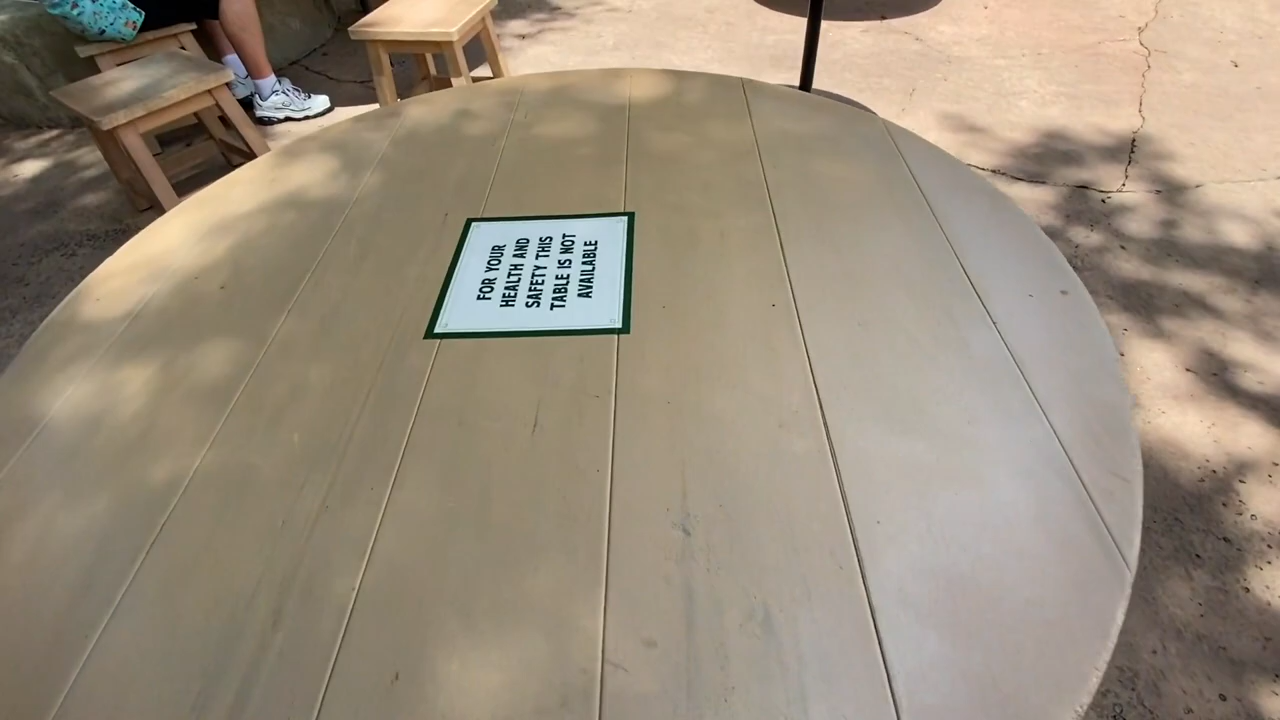 FOR YOUR
HEALTH AND
SAFETY THIS
TABLE IS NOT
AVAILABLE